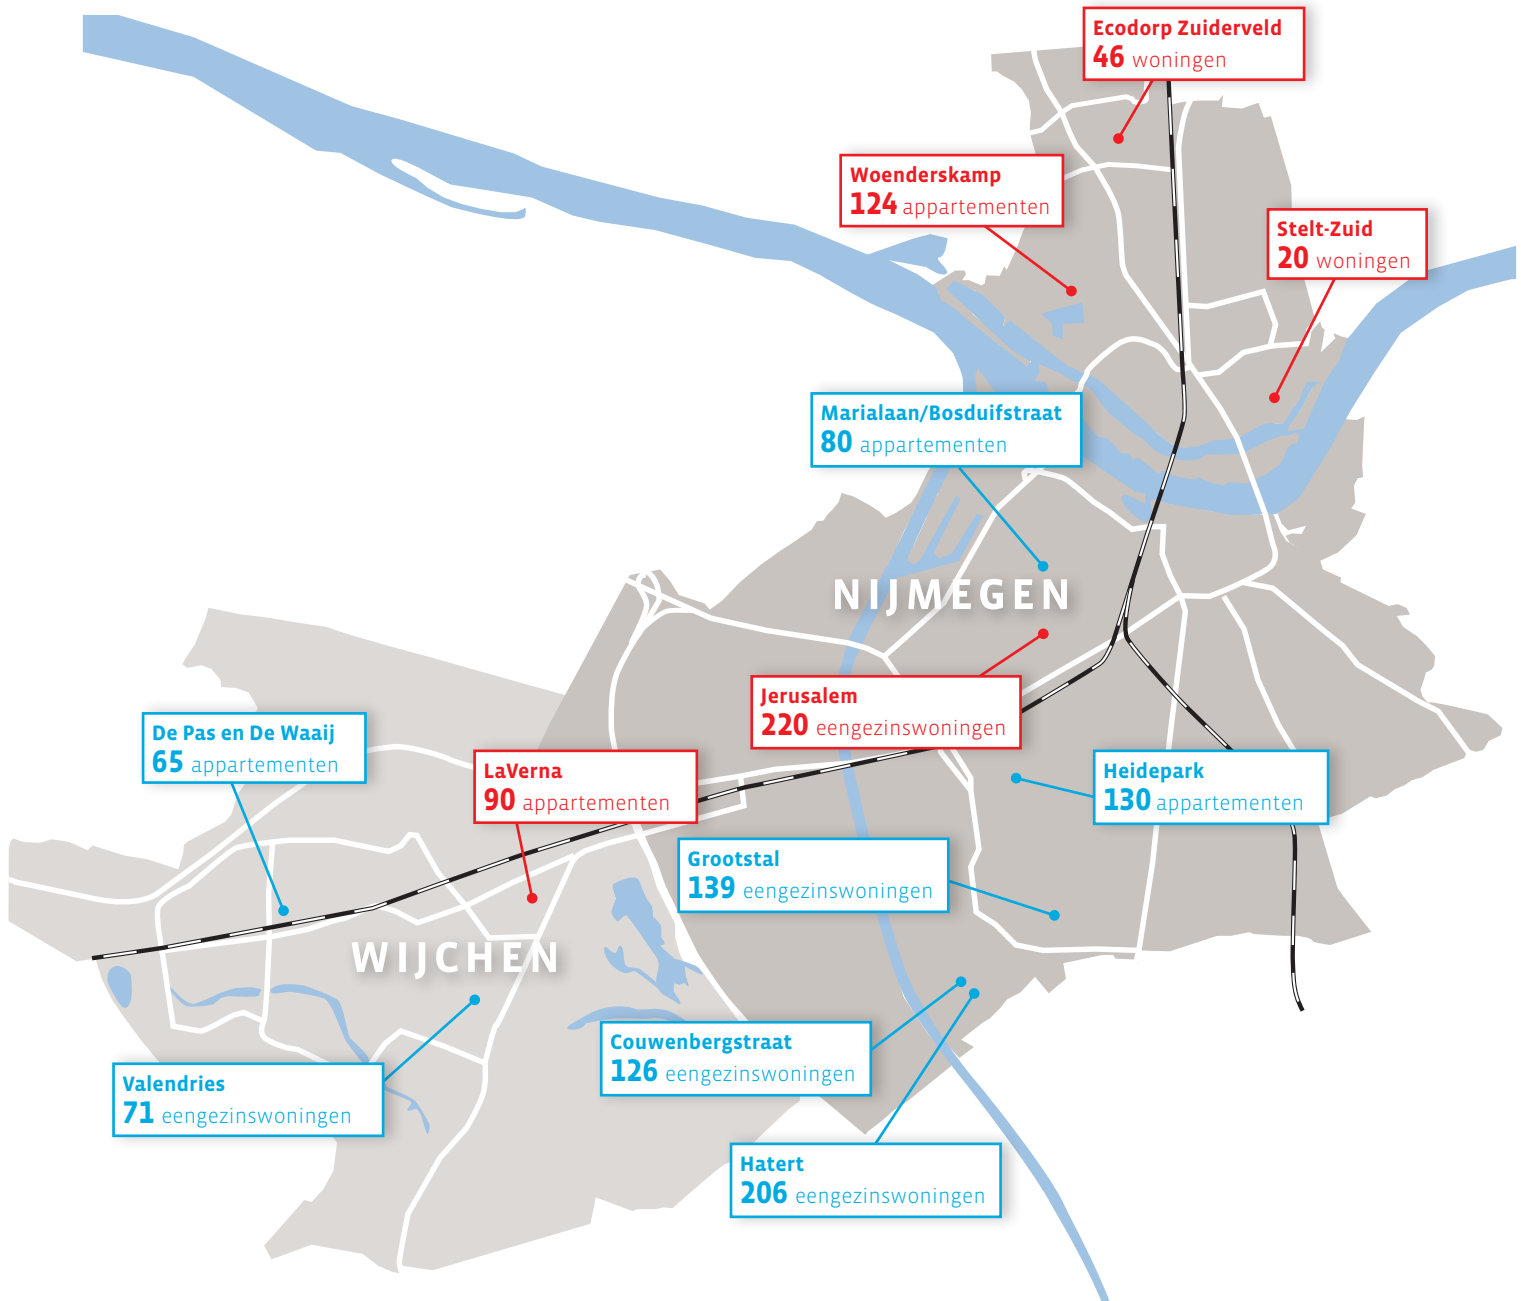 Ecodorp Zuiderveld
46 woningen
Woenderskamp
124 appartementen
Stelt-Zuid
20 woningen
Marialaan/Bosduifstraat
80 appartementen
NIJMEGEN
Jerusalem
220 eengezinswoningen
De Pas en De Waaij
65 appartementen
LaVerna
90 appartementen
Heidepark
130 appartementen
Grootstal
139 eengezinswoningen
WIJCHEN
Couwenbergstraat
126 eengezinswoningen
Valendries
71 eengezinswoningen
Hatert
206 eengezinswoningen